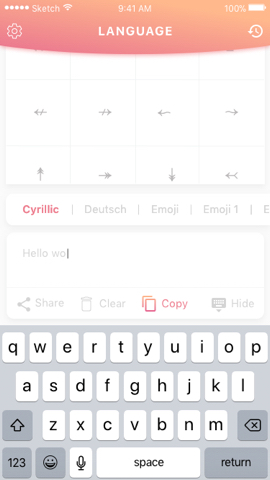 Sketch 9:41 AM 100%
LANGUAGE
↚ ↛ ↜ ↝
↟ ↠ ↡ ↢
Cyrillic | Deutsch | Emoji | Emoji 1 | E
Hello wo
Share Clear Copy Hide
q w e r t y u i o p
a s d f g h j k l
z x c v b n m
123 space return